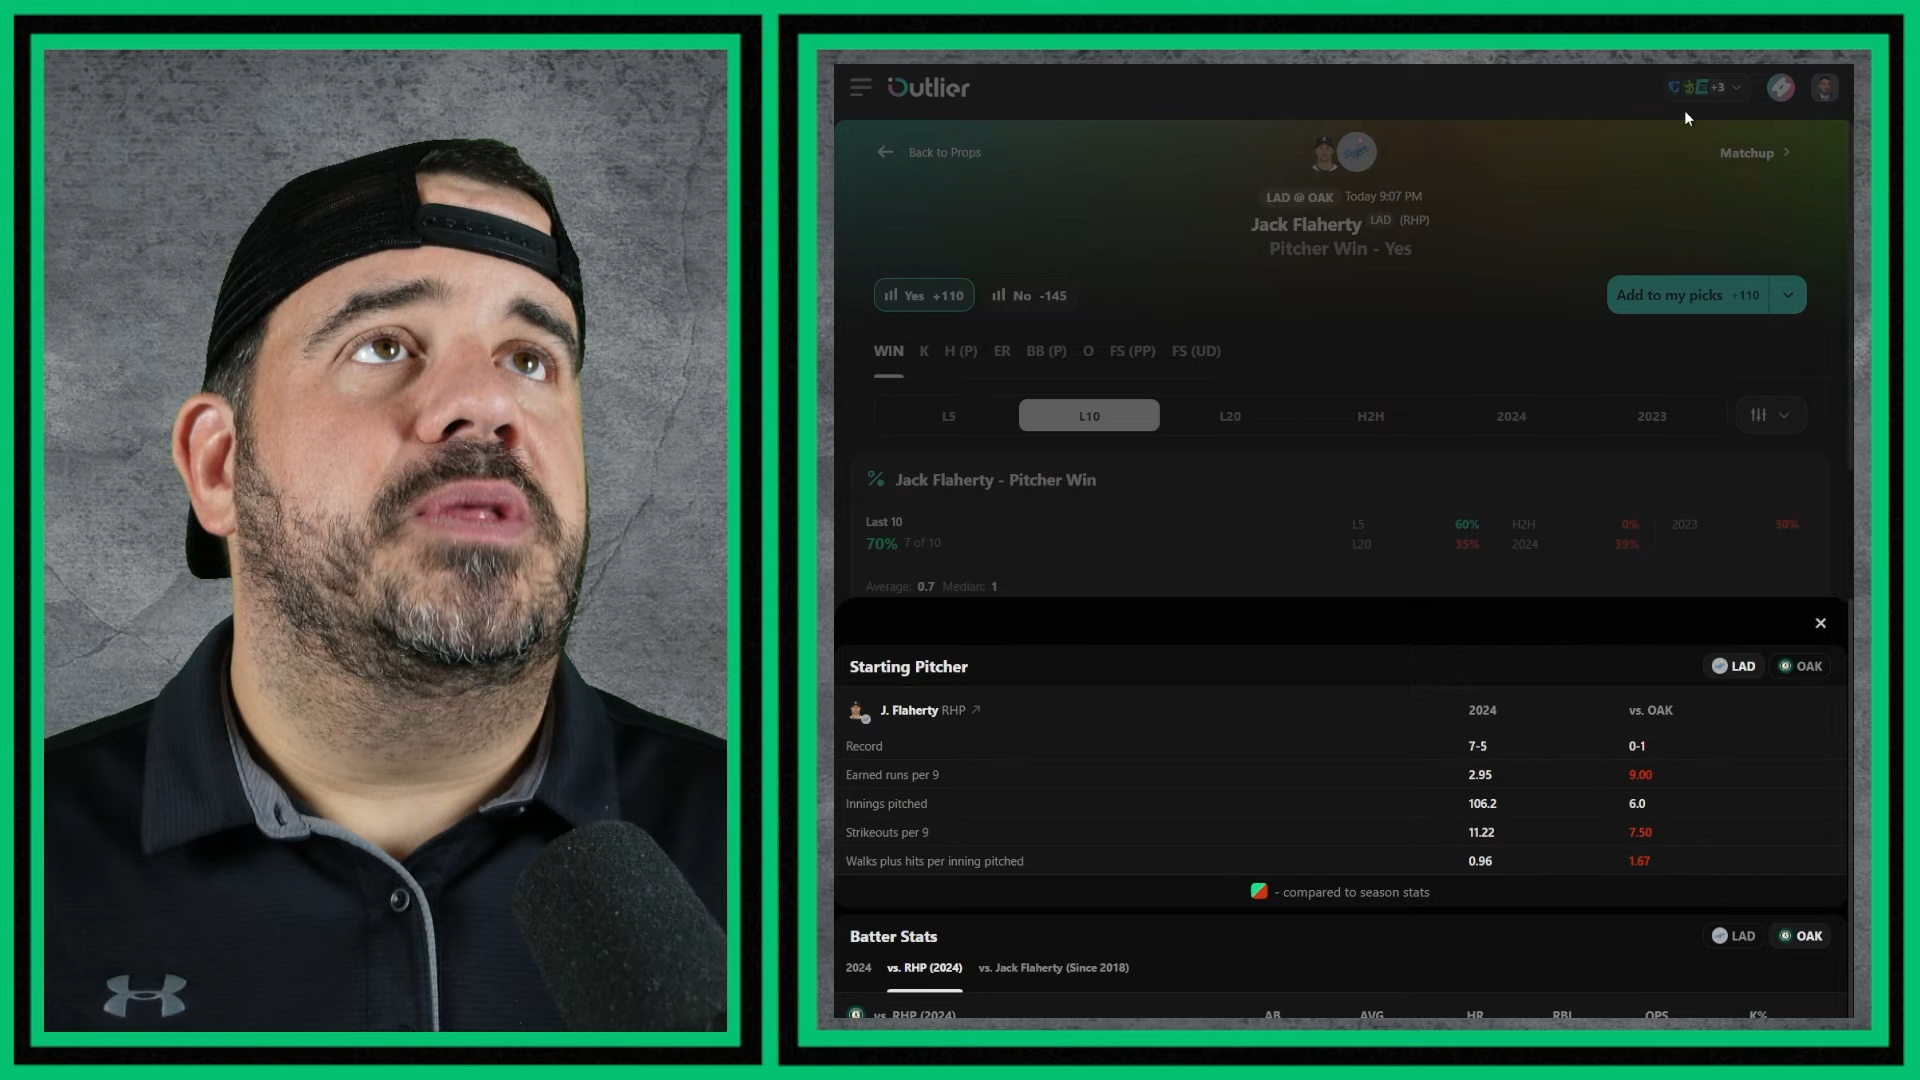 Outlier
+3
Back to Props
Matchup
LAD @ OAK Today 9:07 PM
Jack Flaherty LAD (RHP)
Pitcher Win - Yes
Yes +110 No -145
Add to my picks +110
WIN K H (P) ER BB (P) O FS (PP) FS (UD)
L5 L10 L20 H2H 2024 2023
Jack Flaherty - Pitcher Win
Last 10
70% 7 of 10
L5 60% H2H 0% 2023 30%
L20 35% 2024 39%
Average: 0.7 Median: 1
Starting Pitcher LAD OAK
J. Flaherty RHP 2024 vs. OAK
Record 7-5 0-1
Earned runs per 9 2.95 9.00
Innings pitched 106.2 6.0
Strikeouts per 9 11.22 7.50
Walks plus hits per inning pitched 0.96 1.67
- compared to season stats
Batter Stats LAD OAK
2024 vs. RHP (2024) vs. Jack Flaherty (Since 2018)
vs. RHP (2024) AB AVG HR RBI OPS K%